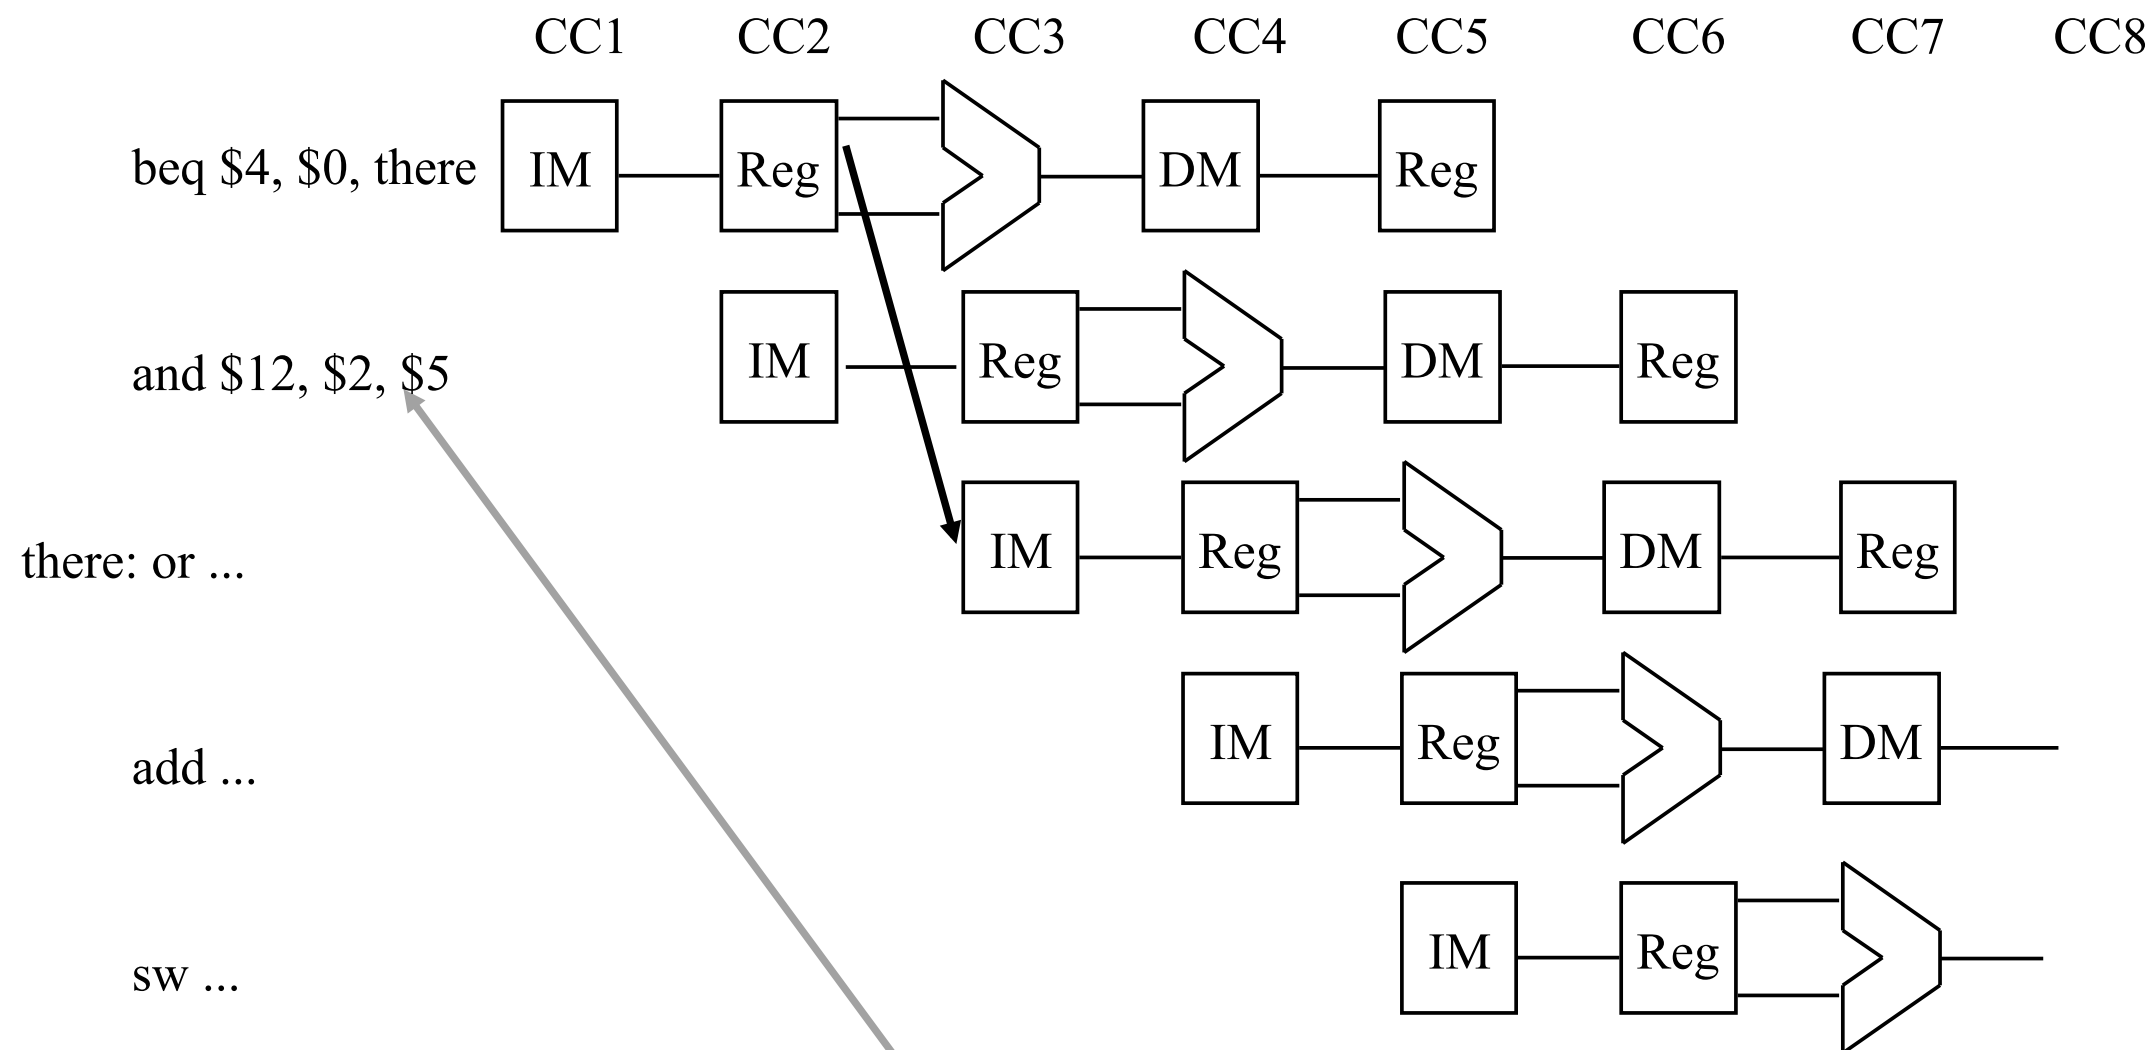 CC1 CC2 CC3 CC4 CC5 CC6 CC7 CC8
beq $4, $0, there IM Reg DM Reg
and $12, $2, $5 IM Reg DM Reg
there: or ... IM Reg DM Reg
add ... IM Reg DM
sw ... IM Reg